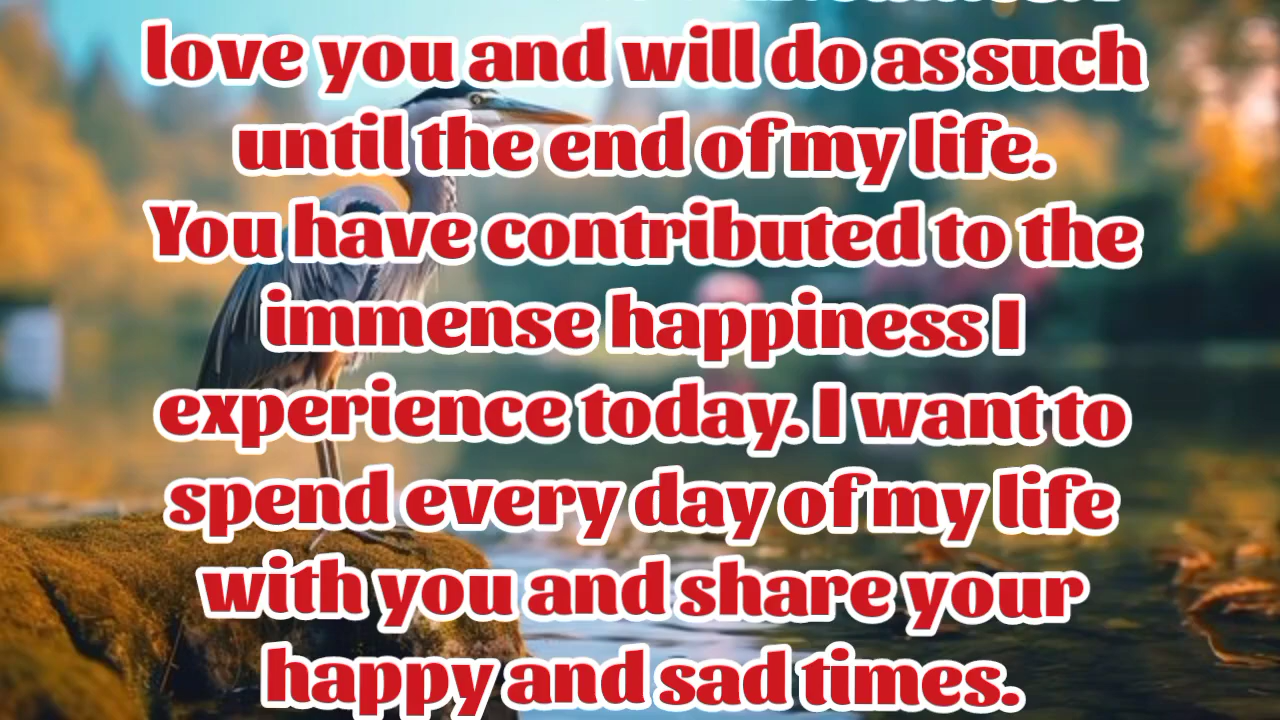 love you and will do as such
until the end of my life.
You have contributed to the
immense happiness I
experience today. I want to
spend every day of my life
with you and share your
happy and sad times.